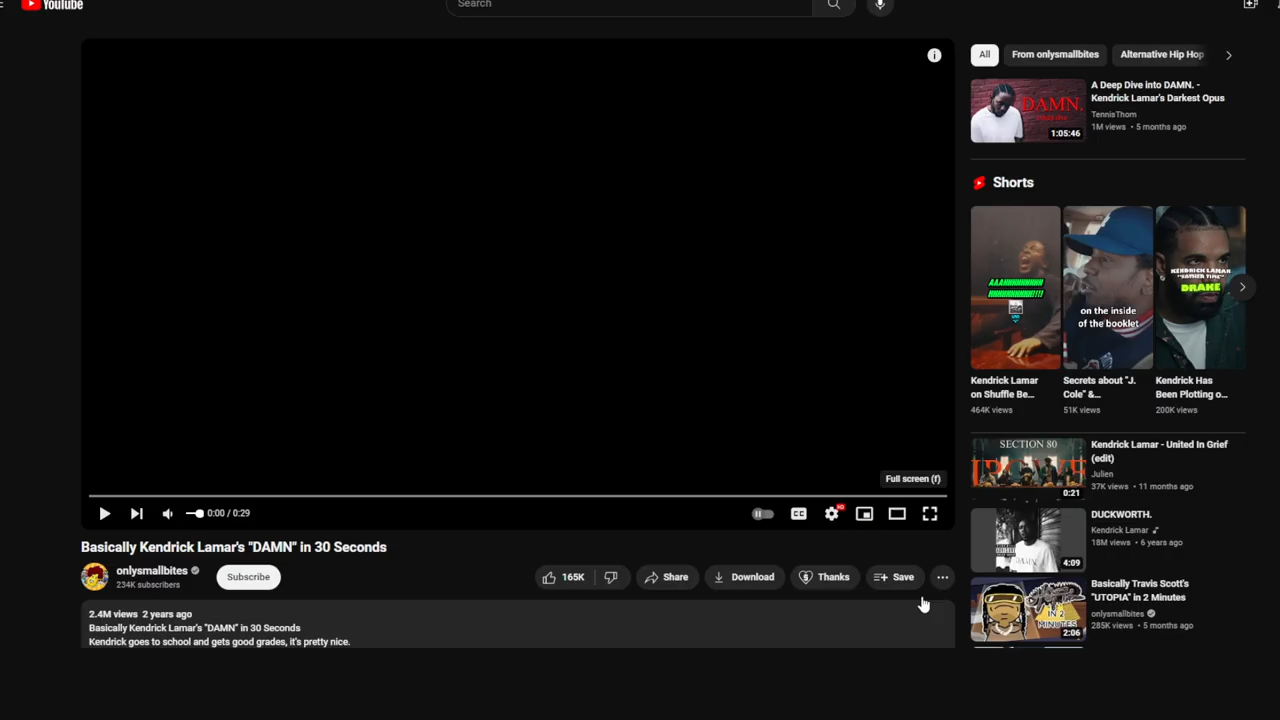 YouTube
Search
Full screen (f)
0:00 / 0:29
CC
HD
Basically Kendrick Lamar's "DAMN" in 30 Seconds
onlysmallbites
234K subscribers
Subscribe
165K
Share
Download
Thanks
Save
2.4M views 2 years ago
Basically Kendrick Lamar's "DAMN" in 30 Seconds
Kendrick goes to school and gets good grades, it's pretty nice.
All
From onlysmallbites
Alternative Hip Hop
DAMN.
1:05:46
A Deep Dive into DAMN. -
Kendrick Lamar's Darkest Opus
TennisThom
1M views • 5 months ago
Shorts
on the inside
of the booklet
KENDRICK LAMAR
DRAKE
Kendrick Lamar
on Shuffle Be...
464K views
Secrets about "J.
Cole" &...
51K views
Kendrick Has
Been Plotting o...
200K views
SECTION 80
0:21
Kendrick Lamar - United In Grief
(edit)
Julien
37K views • 11 months ago
4:09
DUCKWORTH.
Kendrick Lamar
18M views • 6 years ago
IN 2
MINUTES
2:06
Basically Travis Scott's
"UTOPIA" in 2 Minutes
onlysmallbites
285K views • 5 months ago